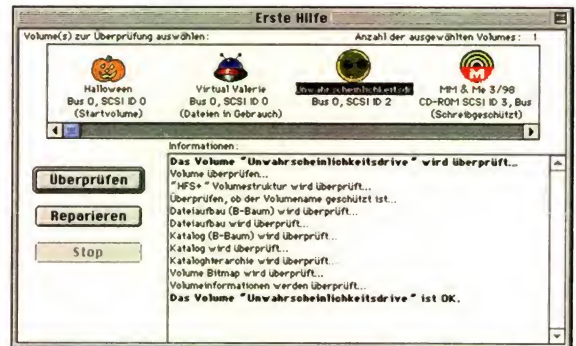 Erste Hilfe
Volume(s) zur Überprüfung auswählen: Anzahl der ausgewählten Volumes: 1
Halloween
Bus 0, SCSI ID 0
(Startvolume)
Virtual Valerie
Bus 0, SCSI ID 0
(Dateien in Gebrauch)
Unwahrscheinlichkeitsdri
Bus 0, SCSI ID 2
MM & Me 3/98
CD-ROM SCSI ID 3, Bus
(Schreibgeschützt)
Überprüfen
Reparieren
Stop
Informationen:
Das Volume "Unwahrscheinlichkeitsdrive" wird überprüft...
Volume überprüfen...
"HFS+" Volumestruktur wird überprüft...
Überprüfen, ob der Volumename geschützt ist...
Dateiaufbau (B-Baum) wird überprüft...
Dateiaufbau wird überprüft...
Katalog (B-Baum) wird überprüft...
Katalog wird überprüft...
Kataloghierarchie wird überprüft...
Volume Bitmap wird überprüft...
Volumeinformationen werden überprüft...
Das Volume "Unwahrscheinlichkeitsdrive" ist OK.